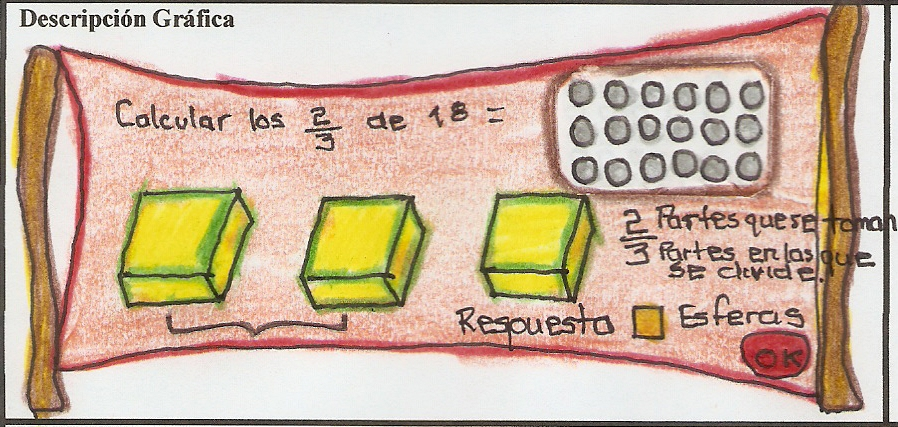 Descripción Gráfica
Calcular los 2/3 de 18 =
2 Partes que se toman
3 Partes en las que
se divide.
Respuesta Esferas
OK